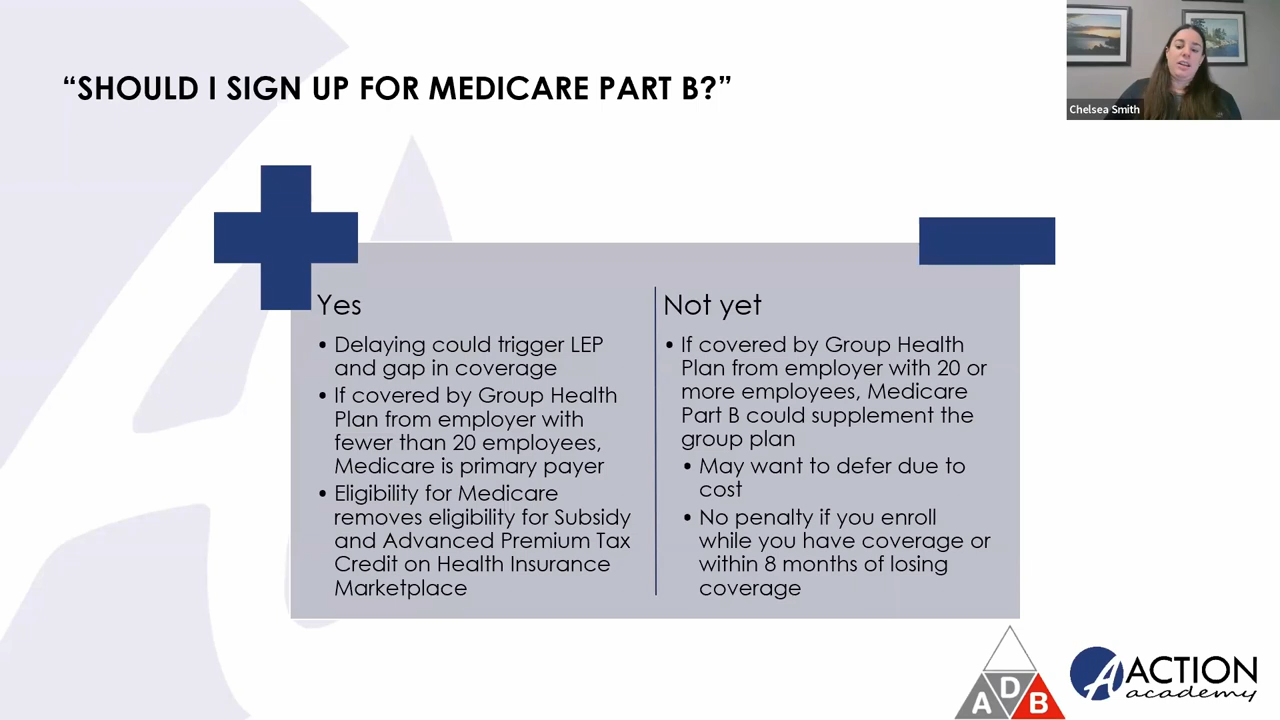 “SHOULD I SIGN UP FOR MEDICARE PART B?”
Chelsea Smith
Yes
• Delaying could trigger LEP
and gap in coverage
• If covered by Group Health
Plan from employer with
fewer than 20 employees,
Medicare is primary payer
• Eligibility for Medicare
removes eligibility for Subsidy
and Advanced Premium Tax
Credit on Health Insurance
Marketplace
Not yet
• If covered by Group Health
Plan from employer with 20 or
more employees, Medicare
Part B could supplement the
group plan
• May want to defer due to
cost
• No penalty if you enroll
while you have coverage or
within 8 months of losing
coverage
ADB
A ACTION
academy